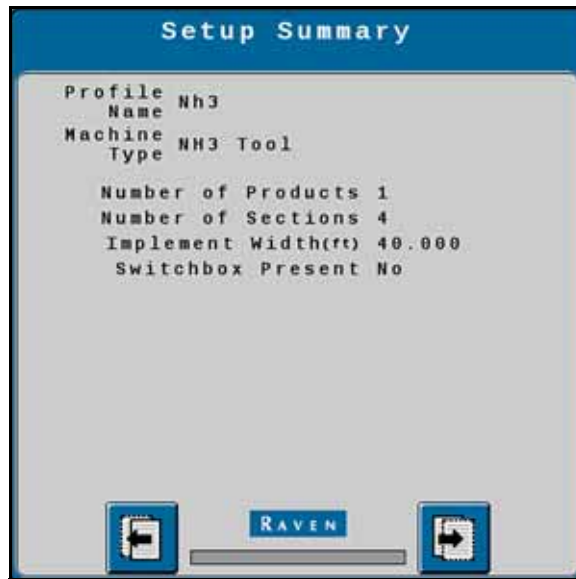 Setup Summary
Profile
Name Nh3
Machine
Type NH3 Tool
Number of Products 1
Number of Sections 4
Implement Width(ft) 40.000
Switchbox Present No
RAVEN